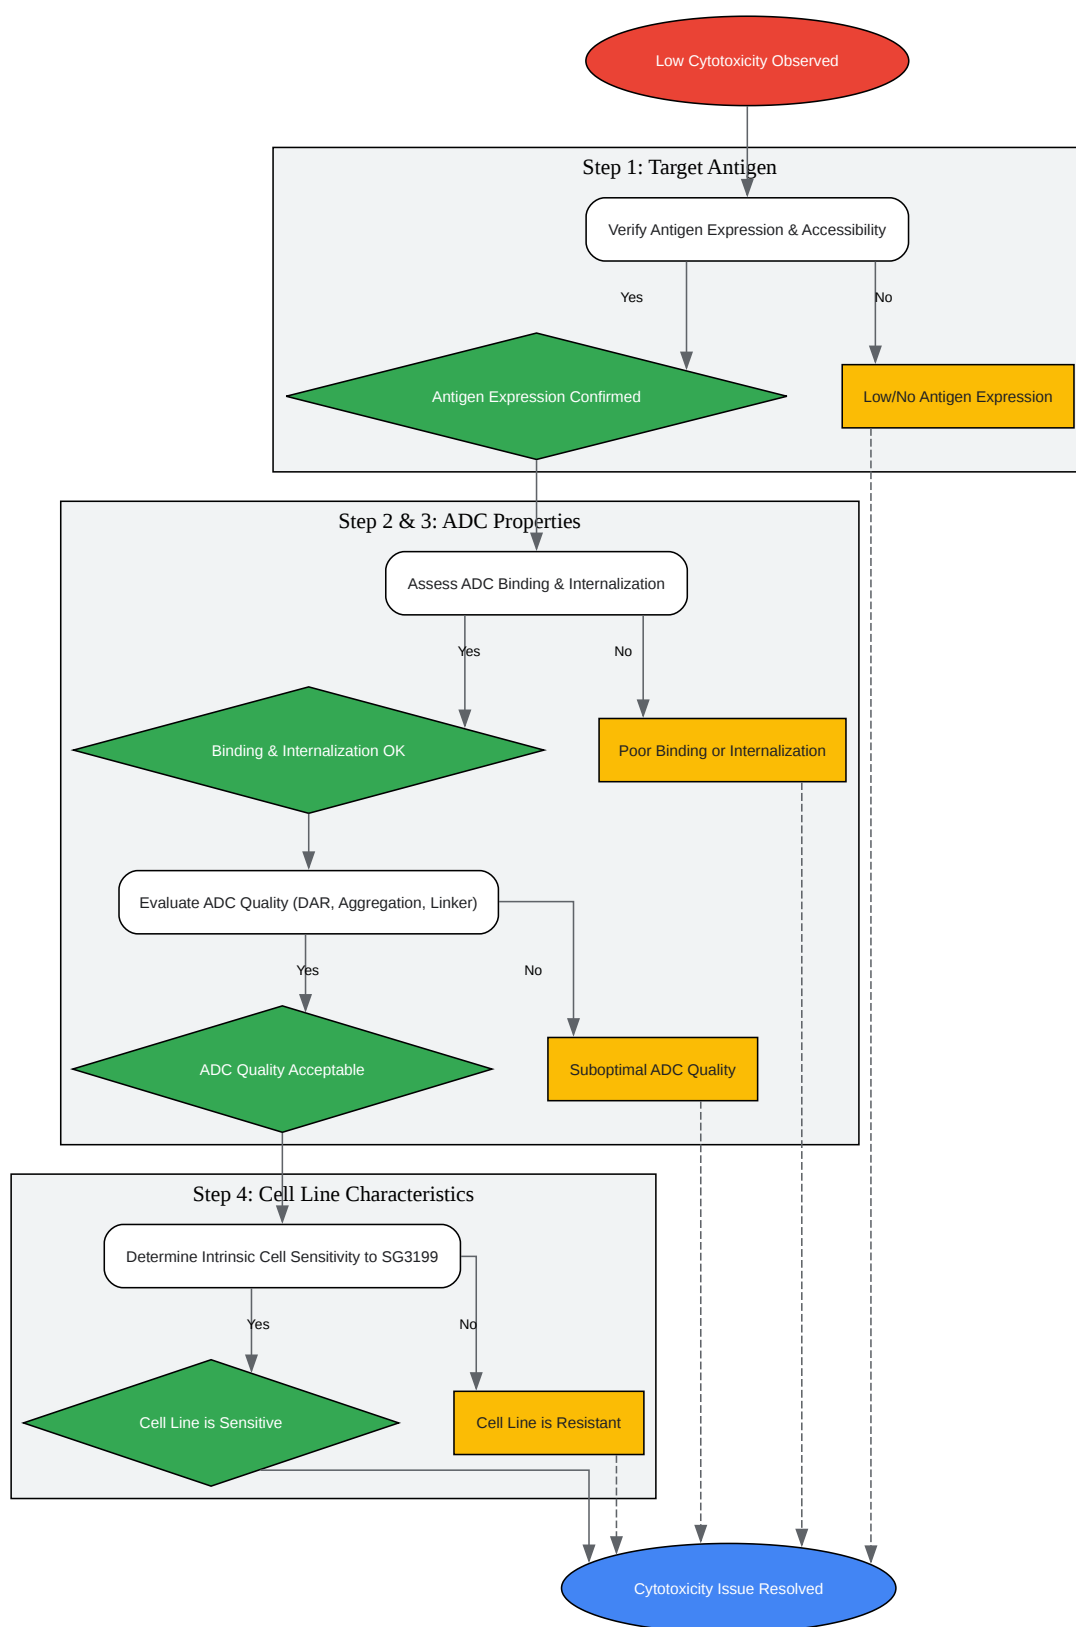 Low Cytotoxicity Observed
Step 1: Target Antigen
Verify Antigen Expression & Accessibility
Yes
No
Antigen Expression Confirmed
Low/No Antigen Expression
Step 2 & 3: ADC Properties
Assess ADC Binding & Internalization
Yes
No
Binding & Internalization OK
Poor Binding or Internalization
Evaluate ADC Quality (DAR, Aggregation, Linker)
Yes
No
ADC Quality Acceptable
Suboptimal ADC Quality
Step 4: Cell Line Characteristics
Determine Intrinsic Cell Sensitivity to SG3199
Yes
No
Cell Line is Sensitive
Cell Line is Resistant
Cytotoxicity Issue Resolved